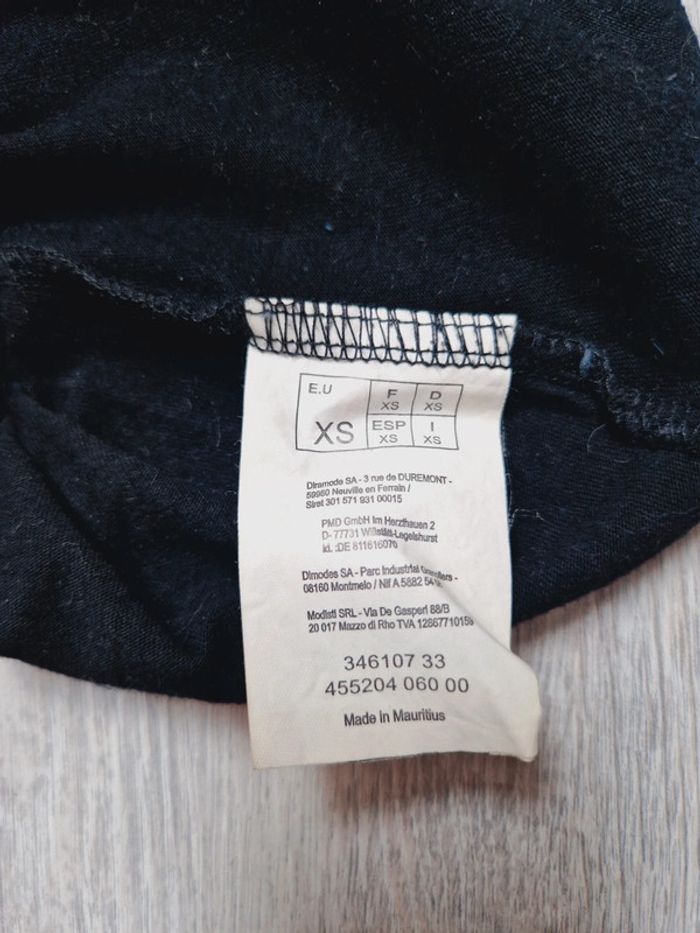 E.U
XS
F
XS
D
XS
ESP
XS
I
XS
Diramode SA - 3 rue de DUREMONT -
59960 Neuville en Ferrain /
Siret 301 571 931 00015
PMD GmbH Im Herzthauen 2
D- 77731 Willstätt-Legelshurst
id. :DE 811616070
Dimodes SA - Parc Industrial -
08160 Montmelo / Nif A 5882
Modisti SRL - Via De Gasperi 88/B
20 017 Mazzo di Rho TVA 12867710159
346107 33
455204 060 00
Made in Mauritius